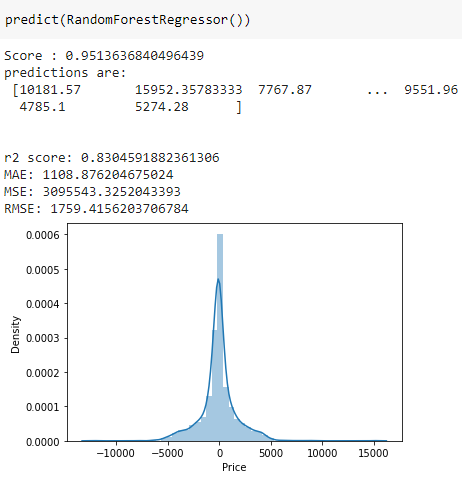 predict(RandomForestRegressor())
Score : 0.9513636840496439
predictions are:
[10181.57 15952.35783333 7767.87 ... 9551.96
4785.1 5274.28 ]
r2 score: 0.8304591882361306
MAE: 1108.876204675024
MSE: 3095543.3252043393
RMSE: 1759.4156203706784
0.0006
0.0005
0.0004
0.0003
0.0002
0.0001
0.0000
Density
−10000 −5000 0 5000 10000 15000
Price